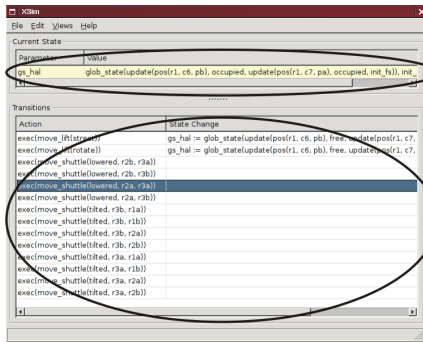 XSim
File Edit Views Help
Current State
Parameter Value
gs_hal glob_state(update(pos(r1, c6, pb), occupied, update(pos(r1, c7, pa), occupied, init_fs)), init_
Transitions
Action State Change
exec(move_lift(street)) gs_hal := glob_state(update(pos(r1, c6, pb), free, update(pos(r1, c7,
exec(move_lift(rotate)) gs_hal := glob_state(update(pos(r1, c6, pb), free, update(pos(r1, c7,
exec(move_shuttle(lowered, r2b, r3a))
exec(move_shuttle(lowered, r2b, r3b))
exec(move_shuttle(lowered, r2a, r3a))
exec(move_shuttle(lowered, r2a, r3b))
exec(move_shuttle(tilted, r3b, r1a))
exec(move_shuttle(tilted, r3b, r1b))
exec(move_shuttle(tilted, r3b, r2a))
exec(move_shuttle(tilted, r3b, r2b))
exec(move_shuttle(tilted, r3a, r1a))
exec(move_shuttle(tilted, r3a, r1b))
exec(move_shuttle(tilted, r3a, r2a))
exec(move_shuttle(tilted, r3a, r2b))